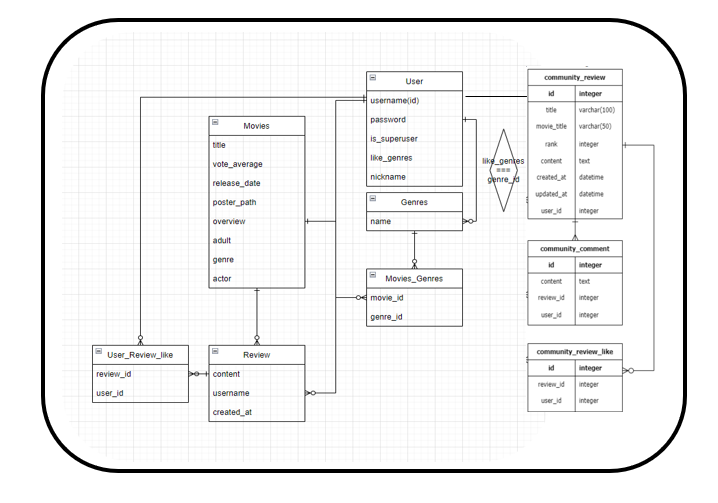 User
username(id)
password
is_superuser
like_genres
nickname
Movies
title
vote_average
release_date
poster_path
overview
adult
genre
actor
Genres
name
Movies_Genres
movie_id
genre_id
User_Review_like
review_id
user_id
Review
content
username
created_at
like_genres
===
genre_id
community_review
id integer
title varchar(100)
movie_title varchar(50)
rank integer
content text
created_at datetime
updated_at datetime
user_id integer
community_comment
id integer
content text
review_id integer
user_id integer
community_review_like
id integer
review_id integer
user_id integer